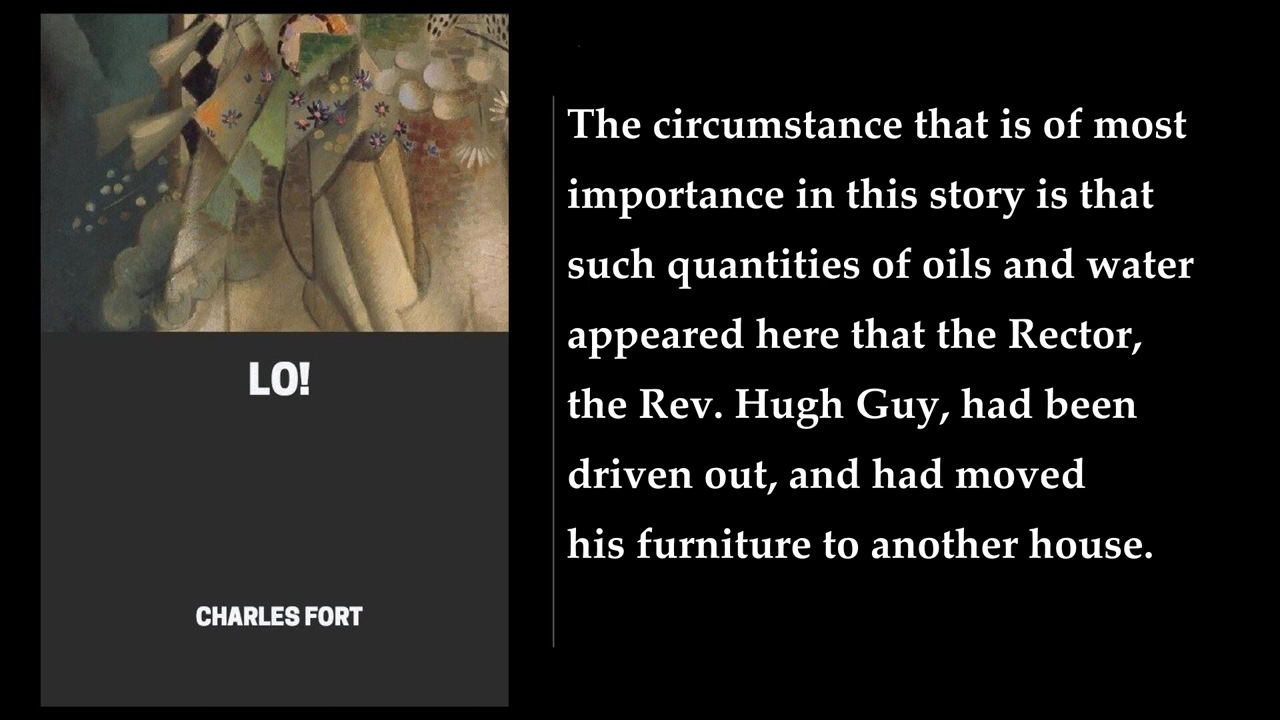 LO!
CHARLES FORT
The circumstance that is of most
importance in this story is that
such quantities of oils and water
appeared here that the Rector,
the Rev. Hugh Guy, had been
driven out, and had moved
his furniture to another house.